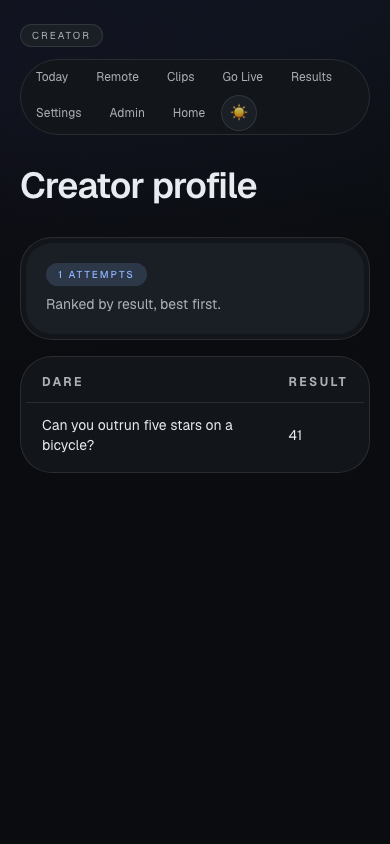 CREATOR
Today Remote Clips Go Live Results
Settings Admin Home
Creator profile
1 ATTEMPTS
Ranked by result, best first.
DARE RESULT
Can you outrun five stars on a
bicycle?
41